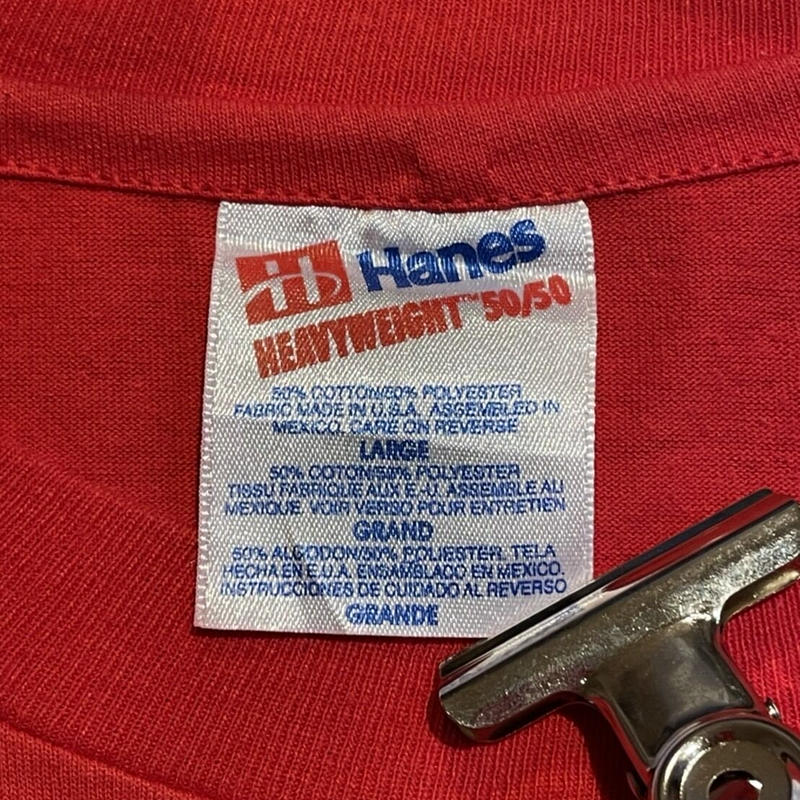 Hanes
HEAVYWEIGHT™ 50/50
50% COTTON/50% POLYESTER
FABRIC MADE IN U.S.A. ASSEMBLED IN
MEXICO. CARE ON REVERSE
LARGE
50% COTON/50% POLYESTER
TISSU FABRIQUE AUX E.-U. ASSEMBLE AU
MEXIQUE VOIR VERSO POUR ENTRETIEN
GRAND
50% ALGODON/50% POLIESTER. TELA
HECHA EN E.U.A. ENSAMBLADO EN MEXICO.
INSTRUCCIONES DE CUIDADO AL REVERSO
GRANDE